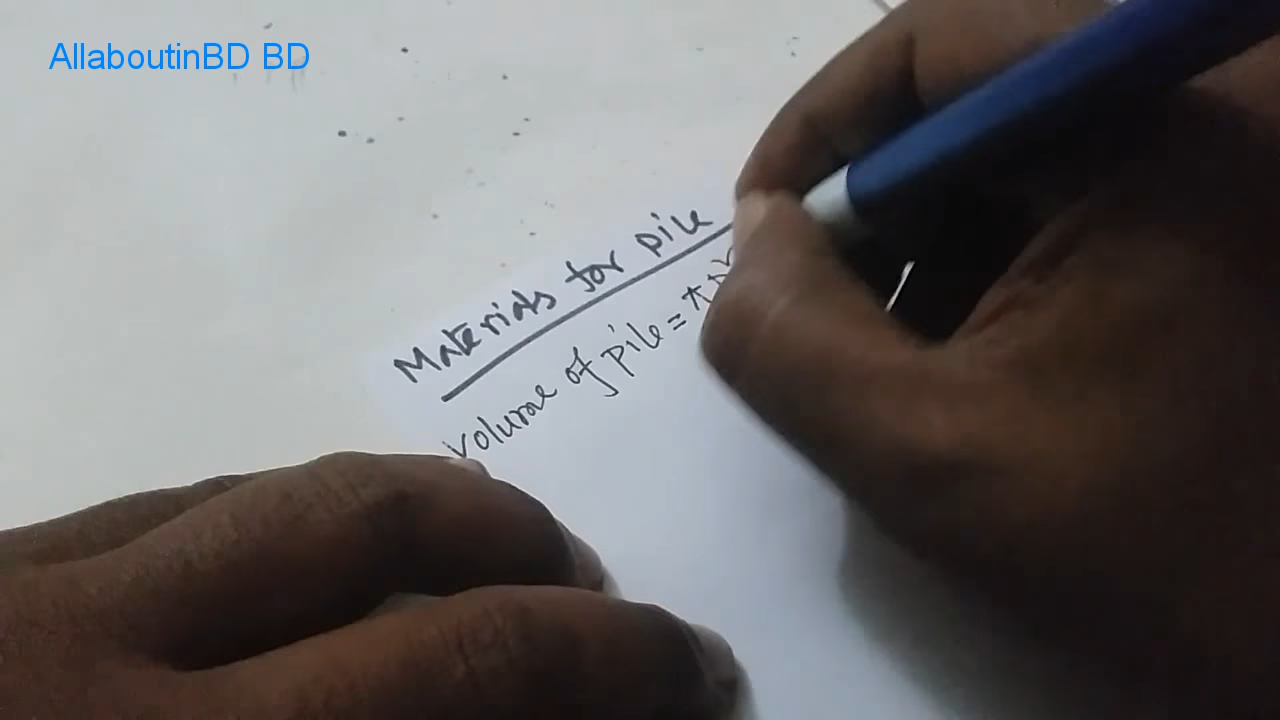 AllaboutinBD BD
Materials for pile
volume of pile = π